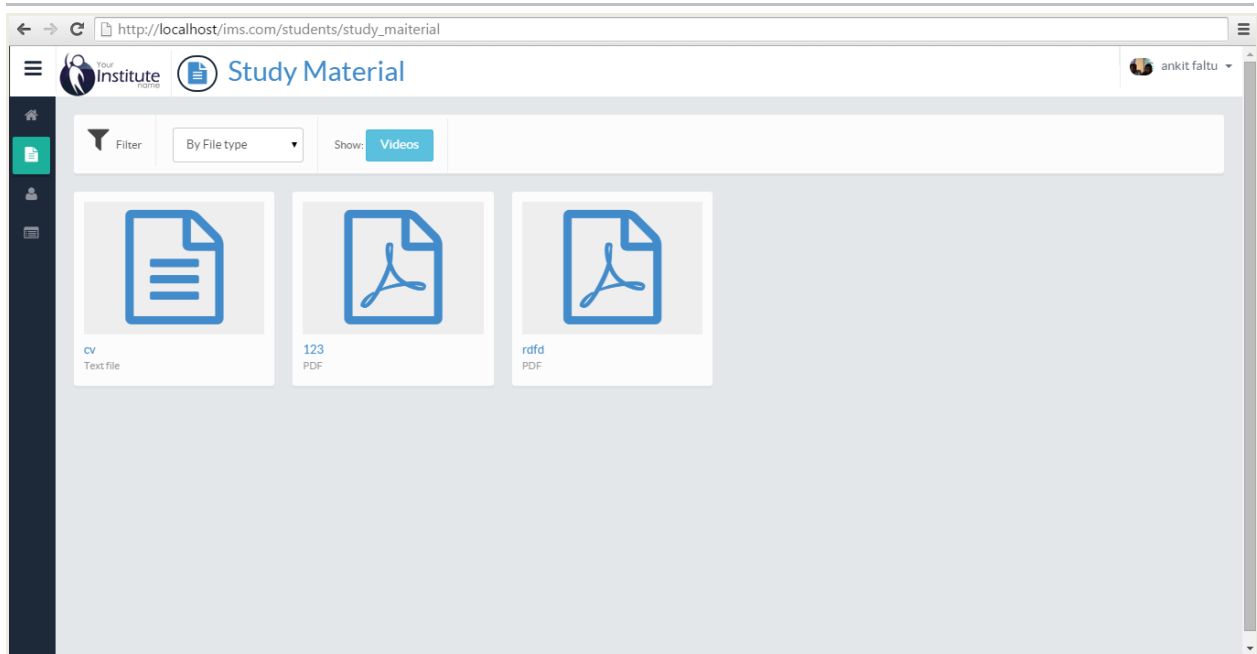 http://localhost/ims.com/students/study_maiterial
Your
Institute
name
Study Material
ankit faltu
Filter
By File type
Show:
Videos
cv
Text file
123
PDF
rdfd
PDF